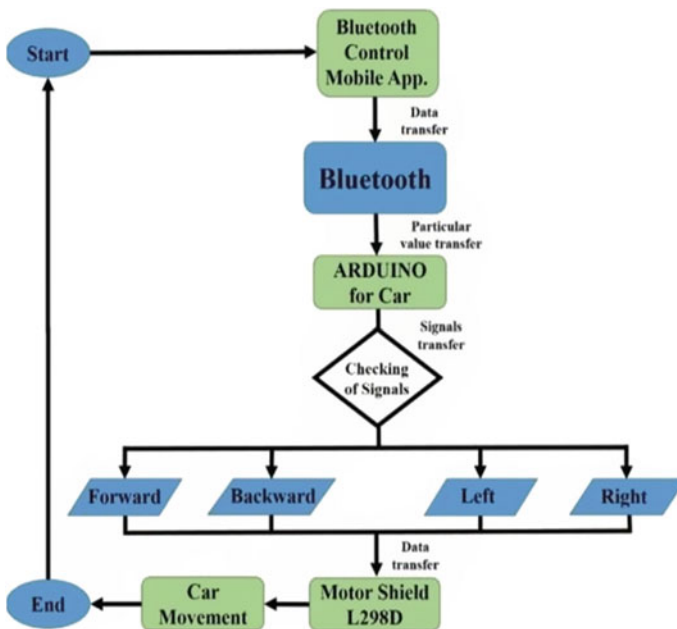 Start
Bluetooth
Control
Mobile App.
Data
transfer
Bluetooth
Particular
value transfer
ARDUINO
for Car
Signals
transfer
Checking
of Signals
Forward
Backward
Left
Right
Data
transfer
Motor Shield
L298D
Car
Movement
End